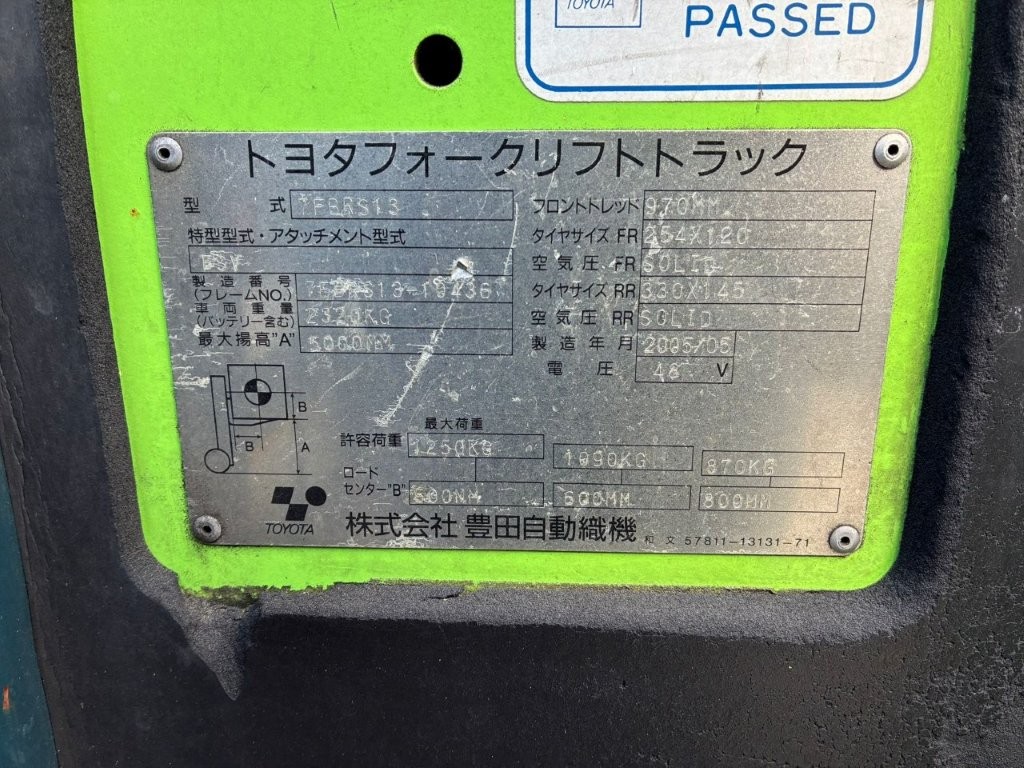 TOYOTA
PASSED
トヨタフォークリフトトラック
型 式 7FBRS13
特型型式・アタッチメント型式
FSV
製造番号
(フレームNO.)
車両重量
(バッテリー含む) 2320KG
最大揚高"A" 5000MM
フロントトレッド 970MM
タイヤサイズ FR 254X120
空気圧 FR SOLID
タイヤサイズ RR 330X145
空気圧 RR SOLID
製造年月 2005/06
電圧 48 V
B
B
A
最大荷重
許容荷重 1250KG 1090KG 870KG
ロード
センター"B" 500MM 600MM 800MM
TOYOTA 株式会社 豊田自動織機 和文 57811-13131-71